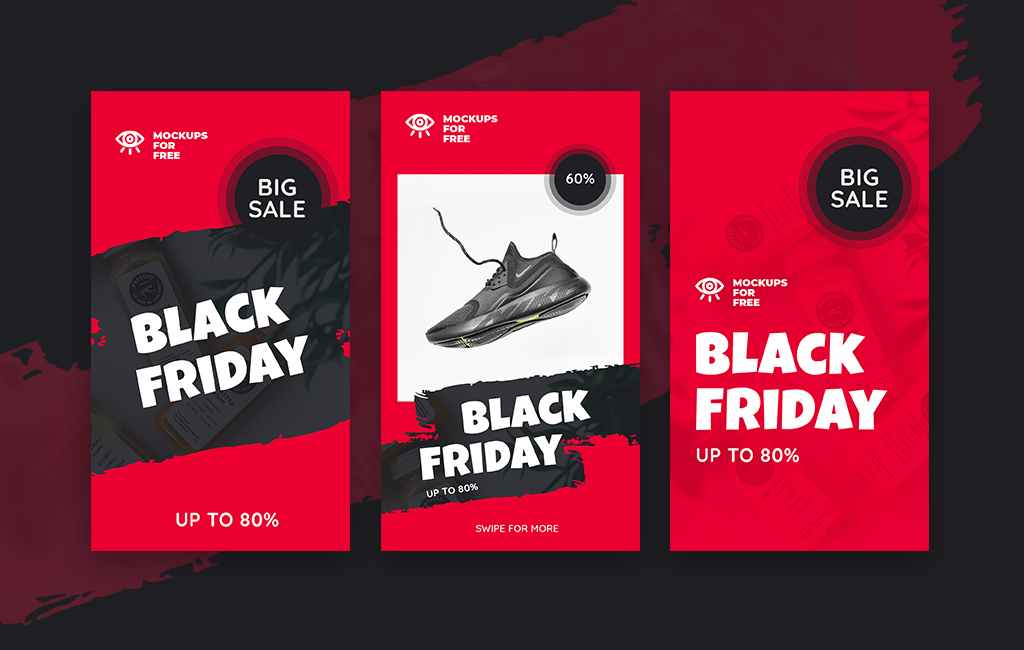 MOCKUPS
FOR
FREE
BIG
SALE
BLACK
FRIDAY
UP TO 80%
MOCKUPS
FOR
FREE
60%
BLACK
FRIDAY
UP TO 80%
SWIPE FOR MORE
BIG
SALE
MOCKUPS
FOR
FREE
BLACK
FRIDAY
UP TO 80%